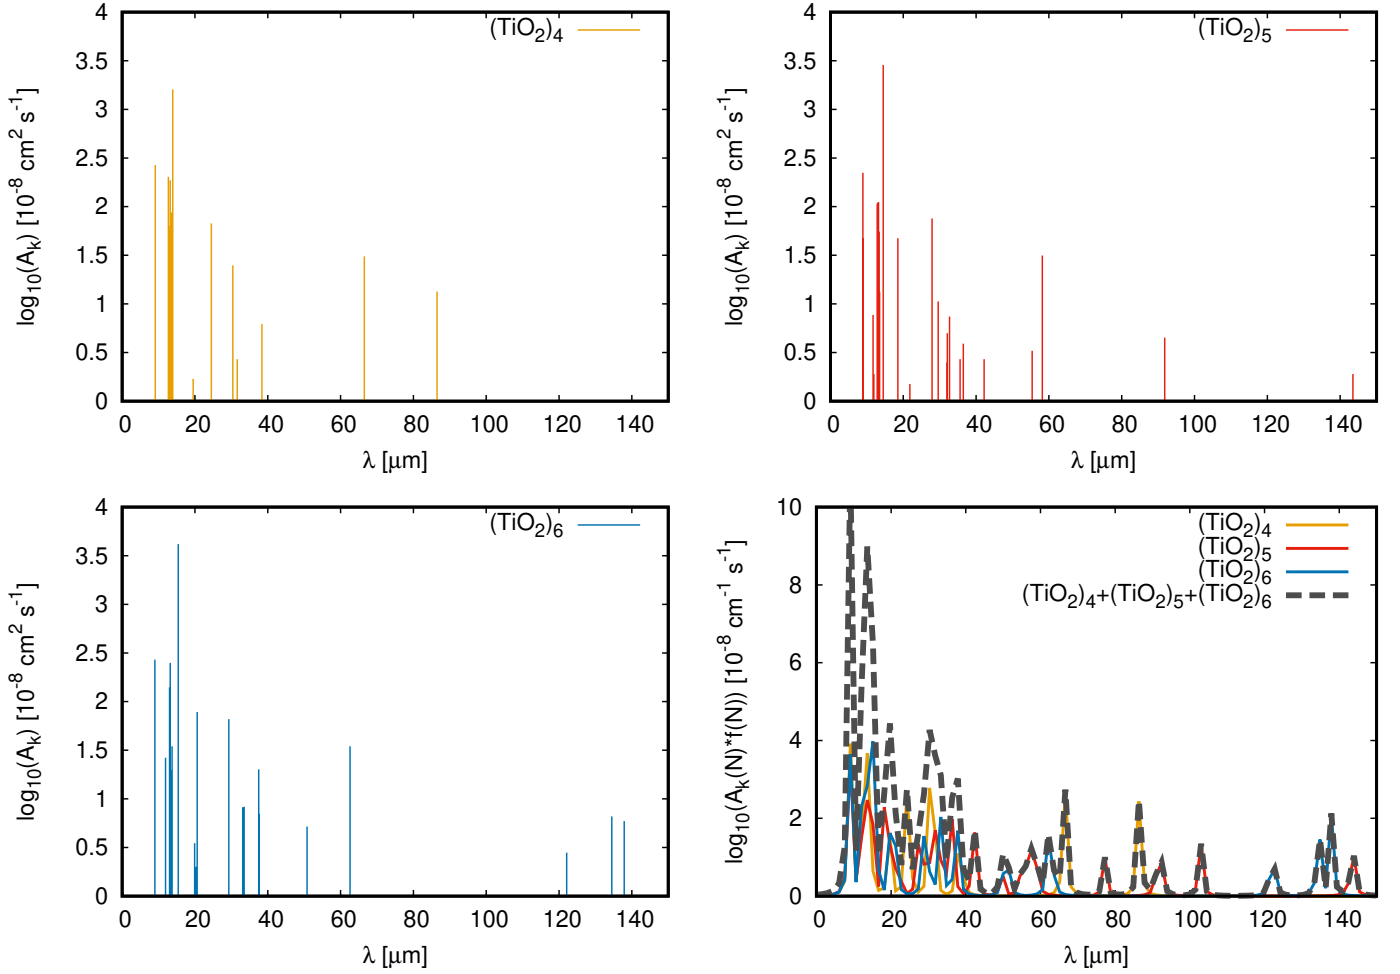 (TiO2)4
4
3.5
3
2.5
2
1.5
1
0.5
0
log10(Ak) [10-8 cm2 s-1]
0 20 40 60 80 100 120 140
λ [μm]
(TiO2)5
4
3.5
3
2.5
2
1.5
1
0.5
0
log10(Ak) [10-8 cm2 s-1]
0 20 40 60 80 100 120 140
λ [μm]
(TiO2)6
4
3.5
3
2.5
2
1.5
1
0.5
0
log10(Ak) [10-8 cm2 s-1]
0 20 40 60 80 100 120 140
λ [μm]
(TiO2)4
(TiO2)5
(TiO2)6
(TiO2)4+(TiO2)5+(TiO2)6
10
8
6
4
2
0
log10(Ak(N)*f(N)) [10-8 cm-1 s-1]
0 20 40 60 80 100 120 140
λ [μm]